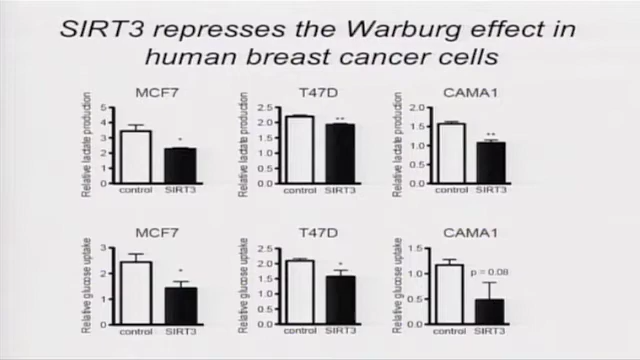 SIRT3 represses the Warburg effect in
human breast cancer cells
MCF7
T47D
CAMA1
Relative lactate production
5
4
3
2
1
0
*
control SIRT3
Relative lactate production
2.5
2.0
1.5
1.0
0.5
0.0
**
control SIRT3
Relative lactate production
2.0
1.5
1.0
0.5
0.0
**
control SIRT3
MCF7
T47D
CAMA1
Relative glucose uptake
3
2
1
0
*
control SIRT3
Relative glucose uptake
2.5
2.0
1.5
1.0
0.5
0.0
*
control SIRT3
Relative glucose uptake
1.5
1.0
0.5
0.0
p = 0.08
control SIRT3